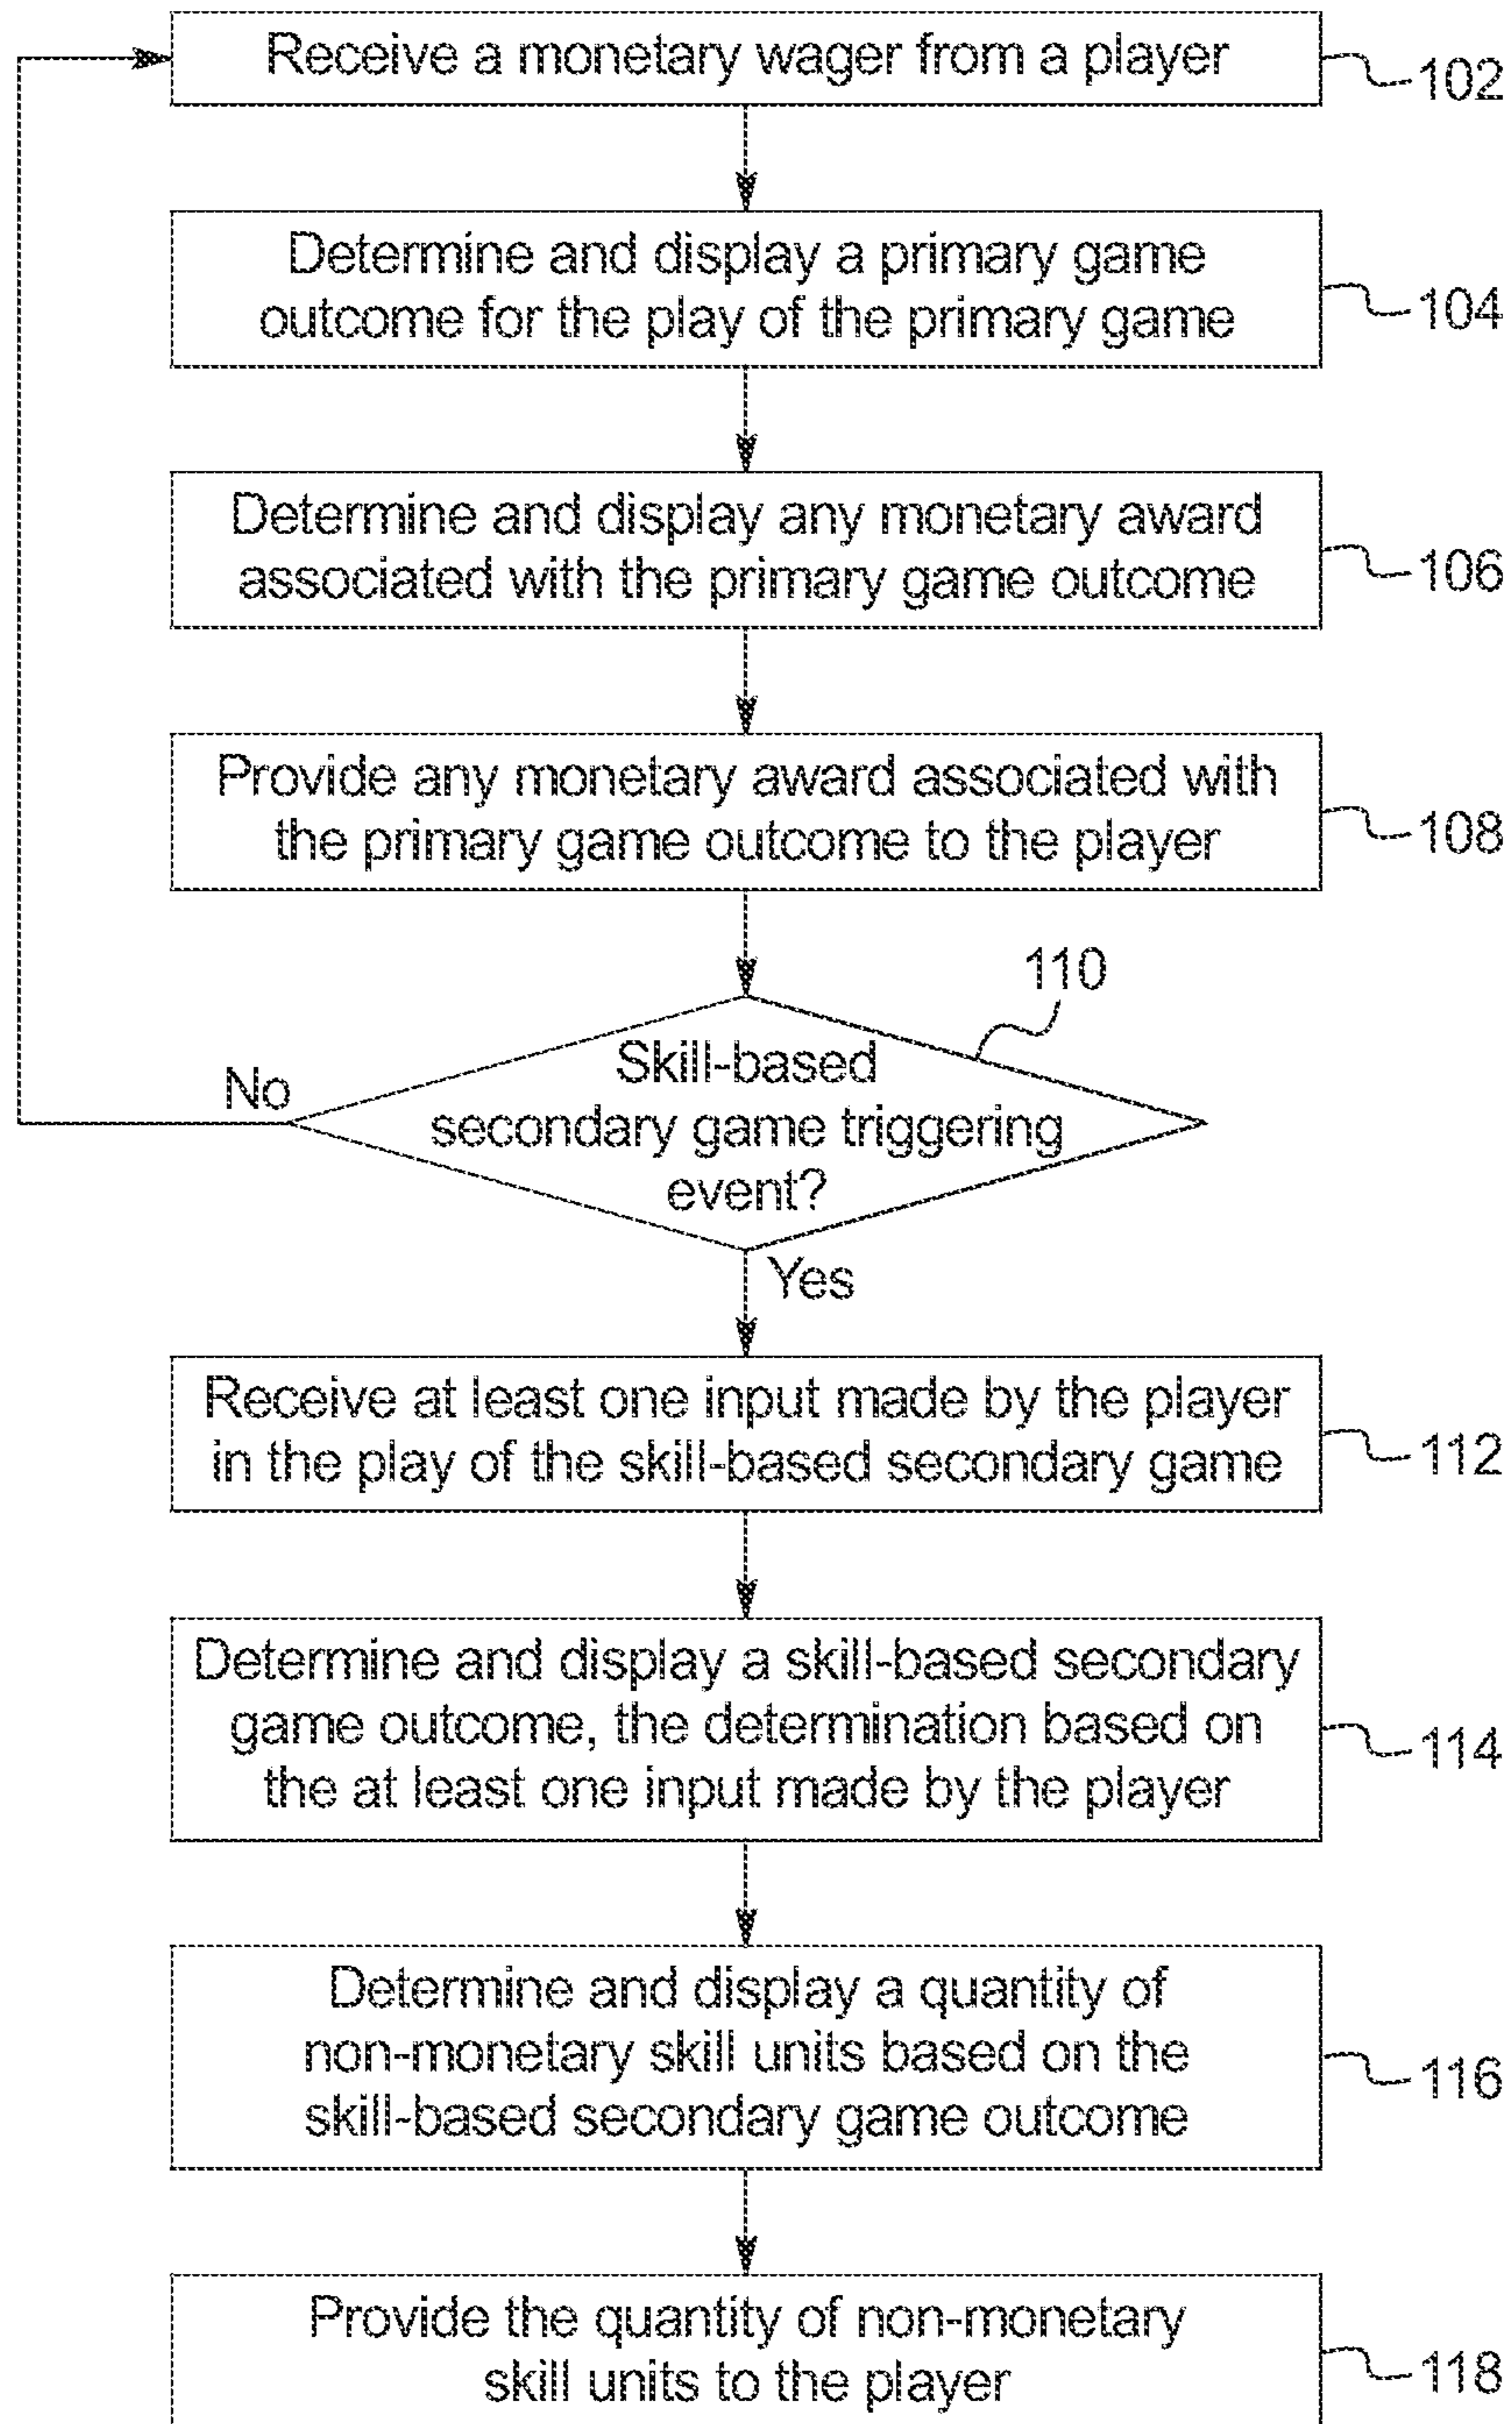 Receive a monetary wager from a player
102
Determine and display a primary game
outcome for the play of the primary game
104
Determine and display any monetary award
associated with the primary game outcome
106
Provide any monetary award associated with
the primary game outcome to the player
108
110
Skill-based
secondary game triggering
event?
No
Yes
Receive at least one input made by the player
in the play of the skill-based secondary game
112
Determine and display a skill-based secondary
game outcome, the determination based on
the at least one input made by the player
114
Determine and display a quantity of
non-monetary skill units based on the
skill-based secondary game outcome
116
Provide the quantity of non-monetary
skill units to the player
118